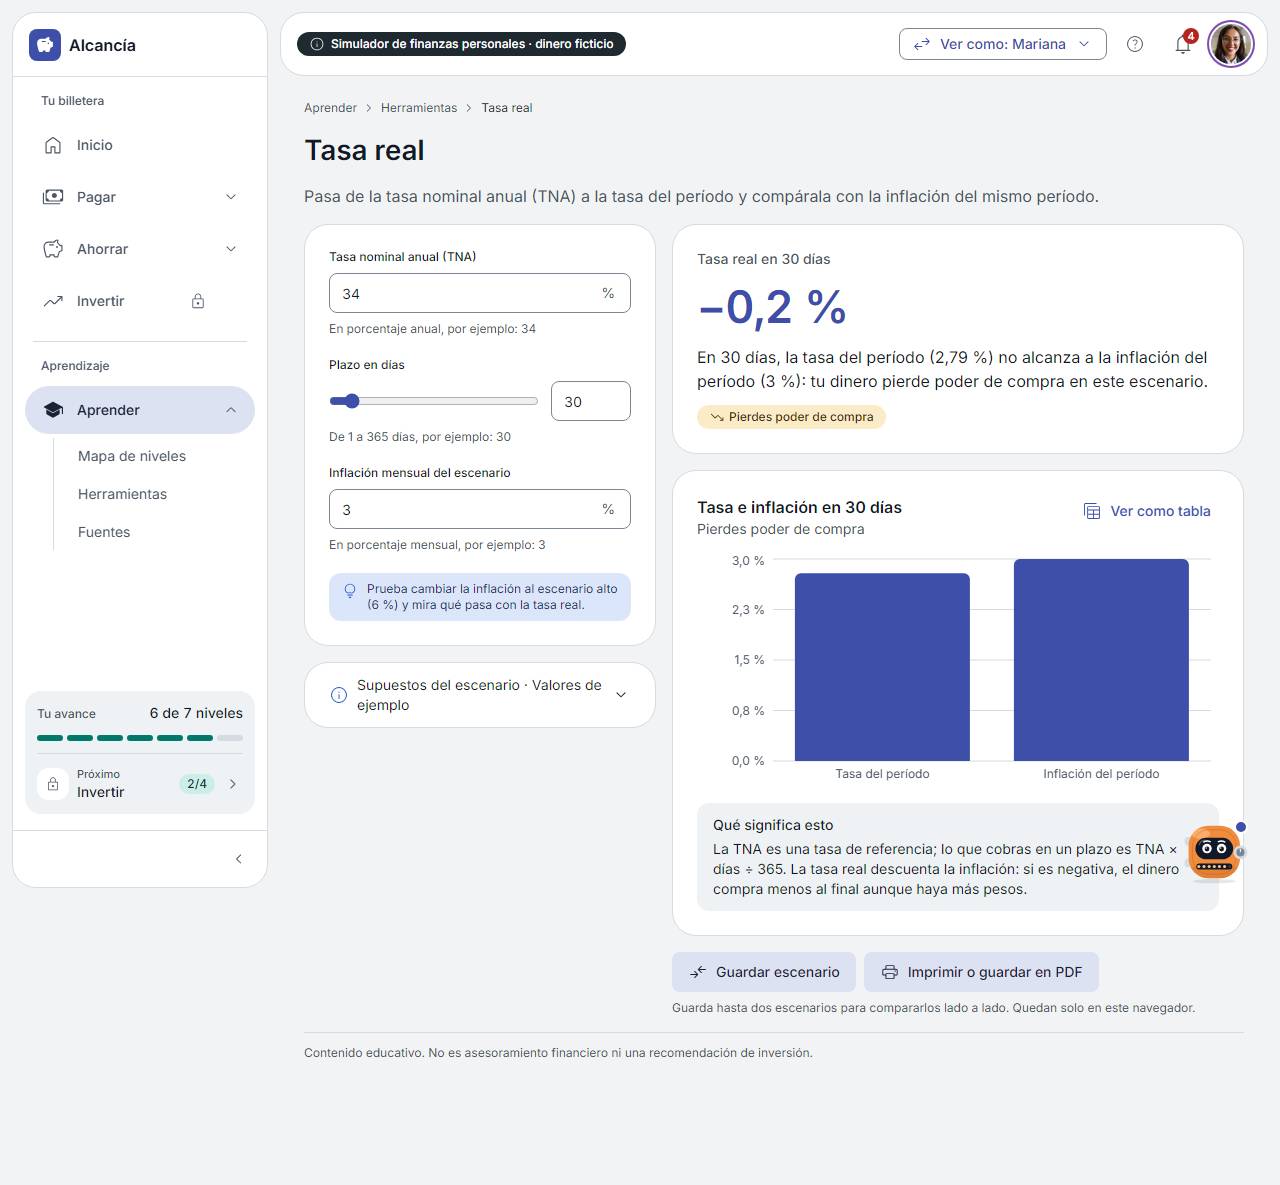 Alcancía
Simulador de finanzas personales · dinero ficticio
Ver como: Mariana
4
Tu billetera
Inicio
Pagar
Ahorrar
Invertir
Aprendizaje
Aprender
Mapa de niveles
Herramientas
Fuentes
Tu avance
6 de 7 niveles
Próximo
Invertir
2/4
Aprender
Herramientas
Tasa real
Tasa real
Pasa de la tasa nominal anual (TNA) a la tasa del período y compárala con la inflación del mismo período.
Tasa nominal anual (TNA)
34 %
En porcentaje anual, por ejemplo: 34
Plazo en días
30
De 1 a 365 días, por ejemplo: 30
Inflación mensual del escenario
3 %
En porcentaje mensual, por ejemplo: 3
Prueba cambiar la inflación al escenario alto
(6 %) y mira qué pasa con la tasa real.
Supuestos del escenario · Valores de
ejemplo
Tasa real en 30 días
−0,2 %
En 30 días, la tasa del período (2,79 %) no alcanza a la inflación del
período (3 %): tu dinero pierde poder de compra en este escenario.
Pierdes poder de compra
Tasa e inflación en 30 días
Ver como tabla
Pierdes poder de compra
3,0 %
2,3 %
1,5 %
0,8 %
0,0 %
Tasa del período
Inflación del período
Qué significa esto
La TNA es una tasa de referencia; lo que cobras en un plazo es TNA ×
días ÷ 365. La tasa real descuenta la inflación: si es negativa, el dinero
compra menos al final aunque haya más pesos.
Guardar escenario
Imprimir o guardar en PDF
Guarda hasta dos escenarios para compararlos lado a lado. Quedan solo en este navegador.
Contenido educativo. No es asesoramiento financiero ni una recomendación de inversión.